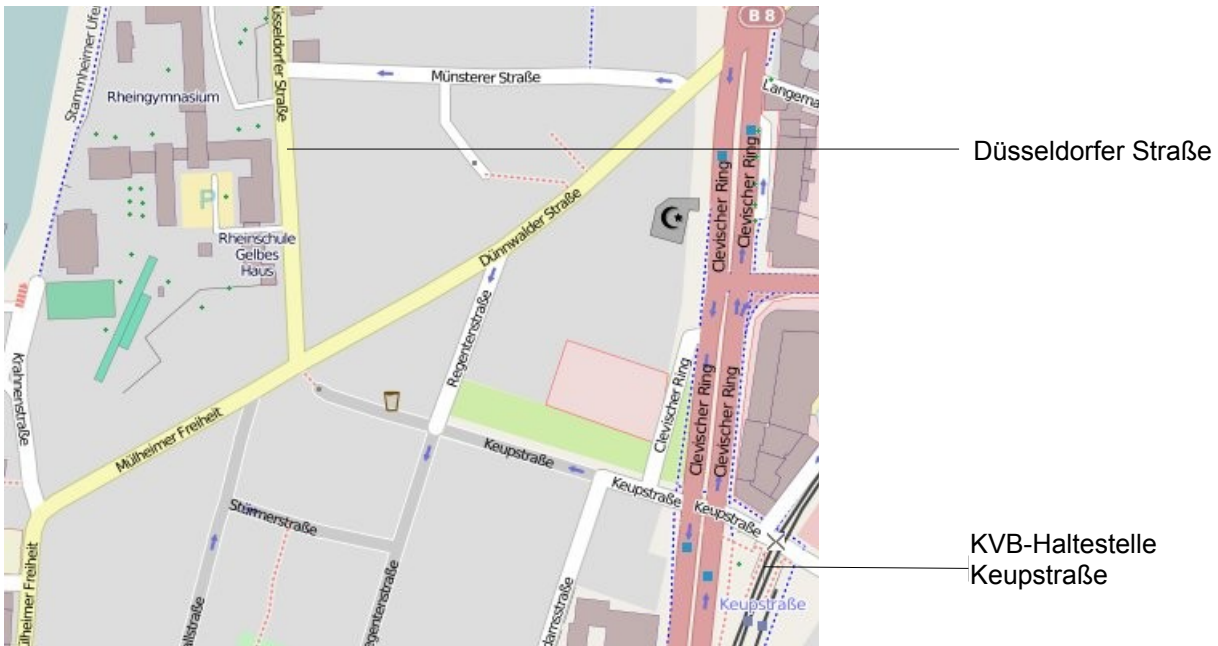 B 8
Stammheimer Ufer
Düsseldorfer Straße
Münsterer Straße
Rheingymnasium
Clevischer Ring
Clevischer Ring
Düsseldorfer Straße
P
Dünnwalder Straße
Rheinschule
Gelbes
Haus
Regentenstraße
Krahnenstraße
Clevischer Ring
Clevischer Ring
Clevischer Ring
Mülheimer Freiheit
Keupstraße
Keupstraße
Keupstraße
Stürmerstraße
Mülheimer Freiheit
Regentenstraße
KVB-Haltestelle
Keupstraße
Keupstraße